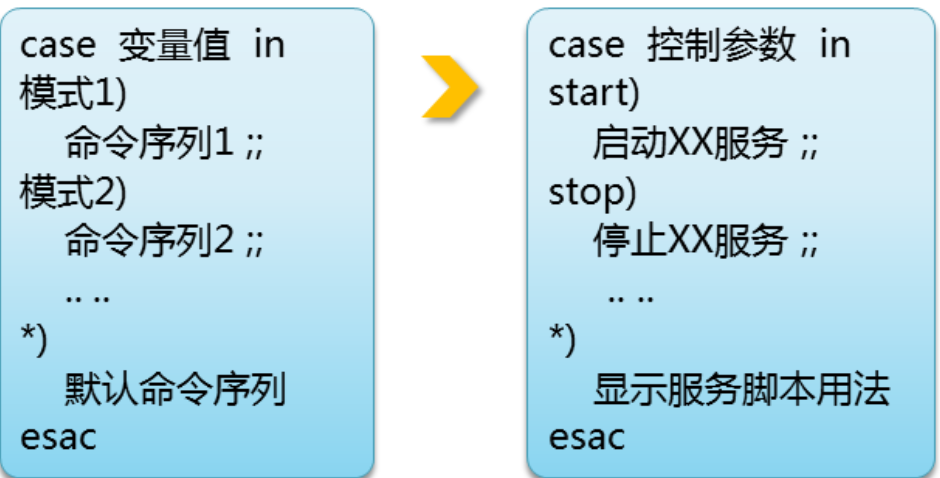 case 变量值 in
模式1)
命令序列1 ;;
模式2)
命令序列2 ;;
.. ..
*)
默认命令序列
esac
case 控制参数 in
start)
启动XX服务 ;;
stop)
停止XX服务 ;;
.. ..
*)
显示服务脚本用法
esac